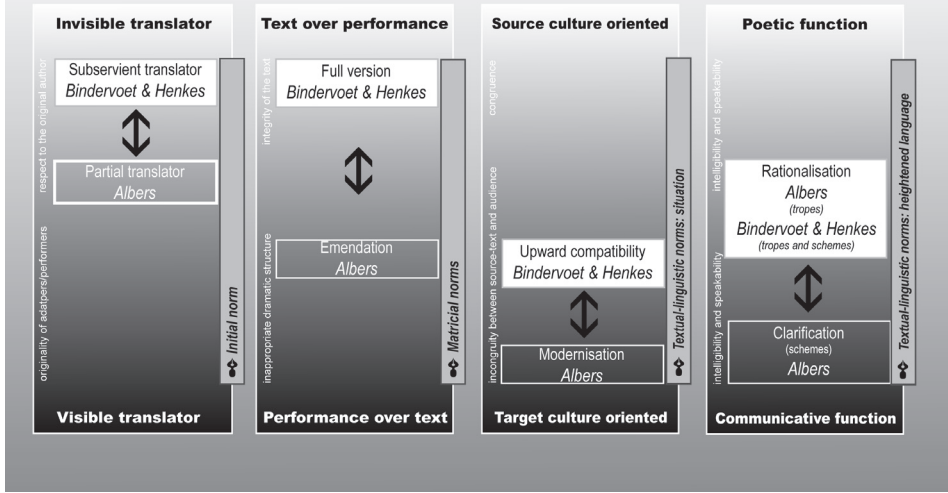 Invisible translator
respect to the original author
Subservient translator
Bindervoet & Henkes
Partial translator
Albers
originality of adatpers/performers
Initial norm
Visible translator
Text over performance
integrity of the text
Full version
Bindervoet & Henkes
Emendation
Albers
inappropriate dramatic structure
Matricial norms
Performance over text
Source culture oriented
congruence
Upward compatibility
Bindervoet & Henkes
Modernisation
Albers
incongruity between source-text and audience
Textual-linguistic norms: situation
Target culture oriented
Poetic function
intelligibility and speakability
Rationalisation
Albers
(tropes)
Bindervoet & Henkes
(tropes and schemes)
Clarification
(schemes)
Albers
intelligibility and speakability
Textual-linguistic norms: heightened language
Communicative function